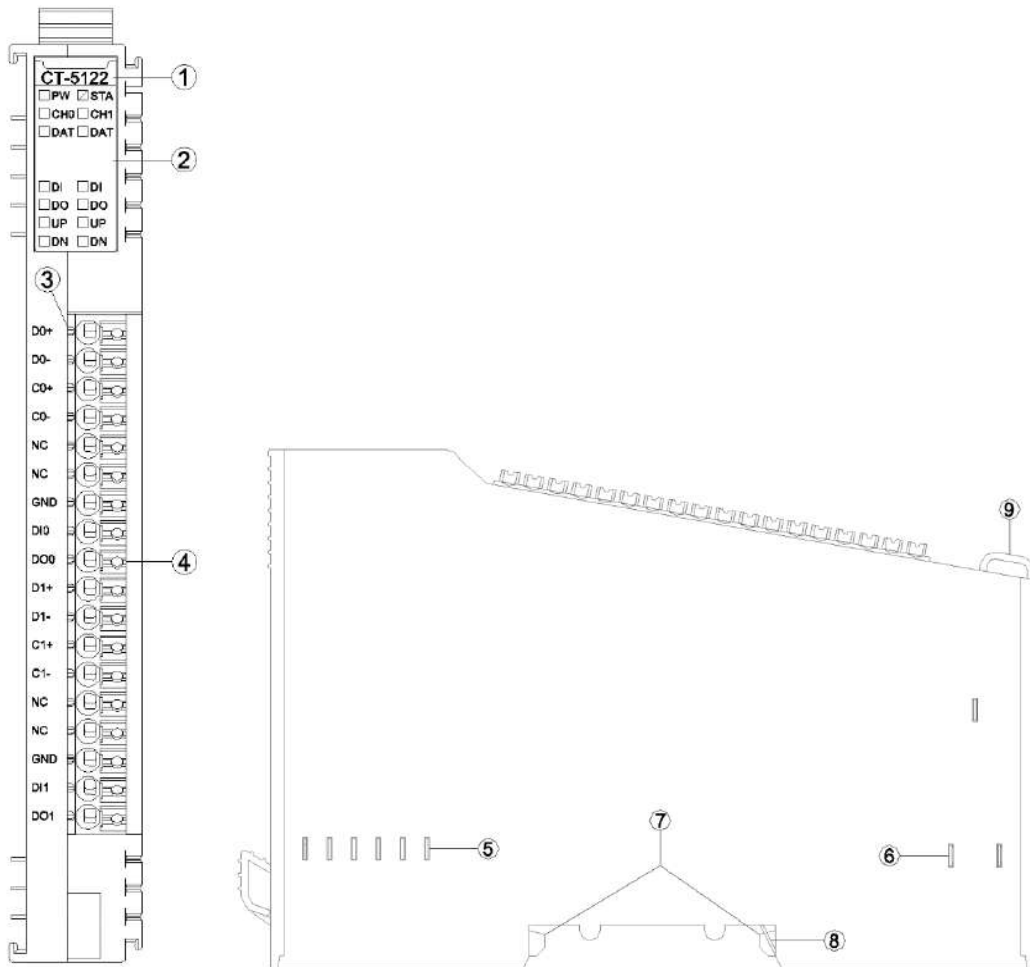 CT-5122
PW STA
CH0 CH1
DAT DAT
DI DI
DO DO
UP UP
DN DN
1
2
3
D0+
D0-
C0+
C0-
NC
NC
GND
DI0
DO0
4
D1+
D1-
C1+
C1-
NC
NC
GND
DI1
DO1
9
7
5
6
8